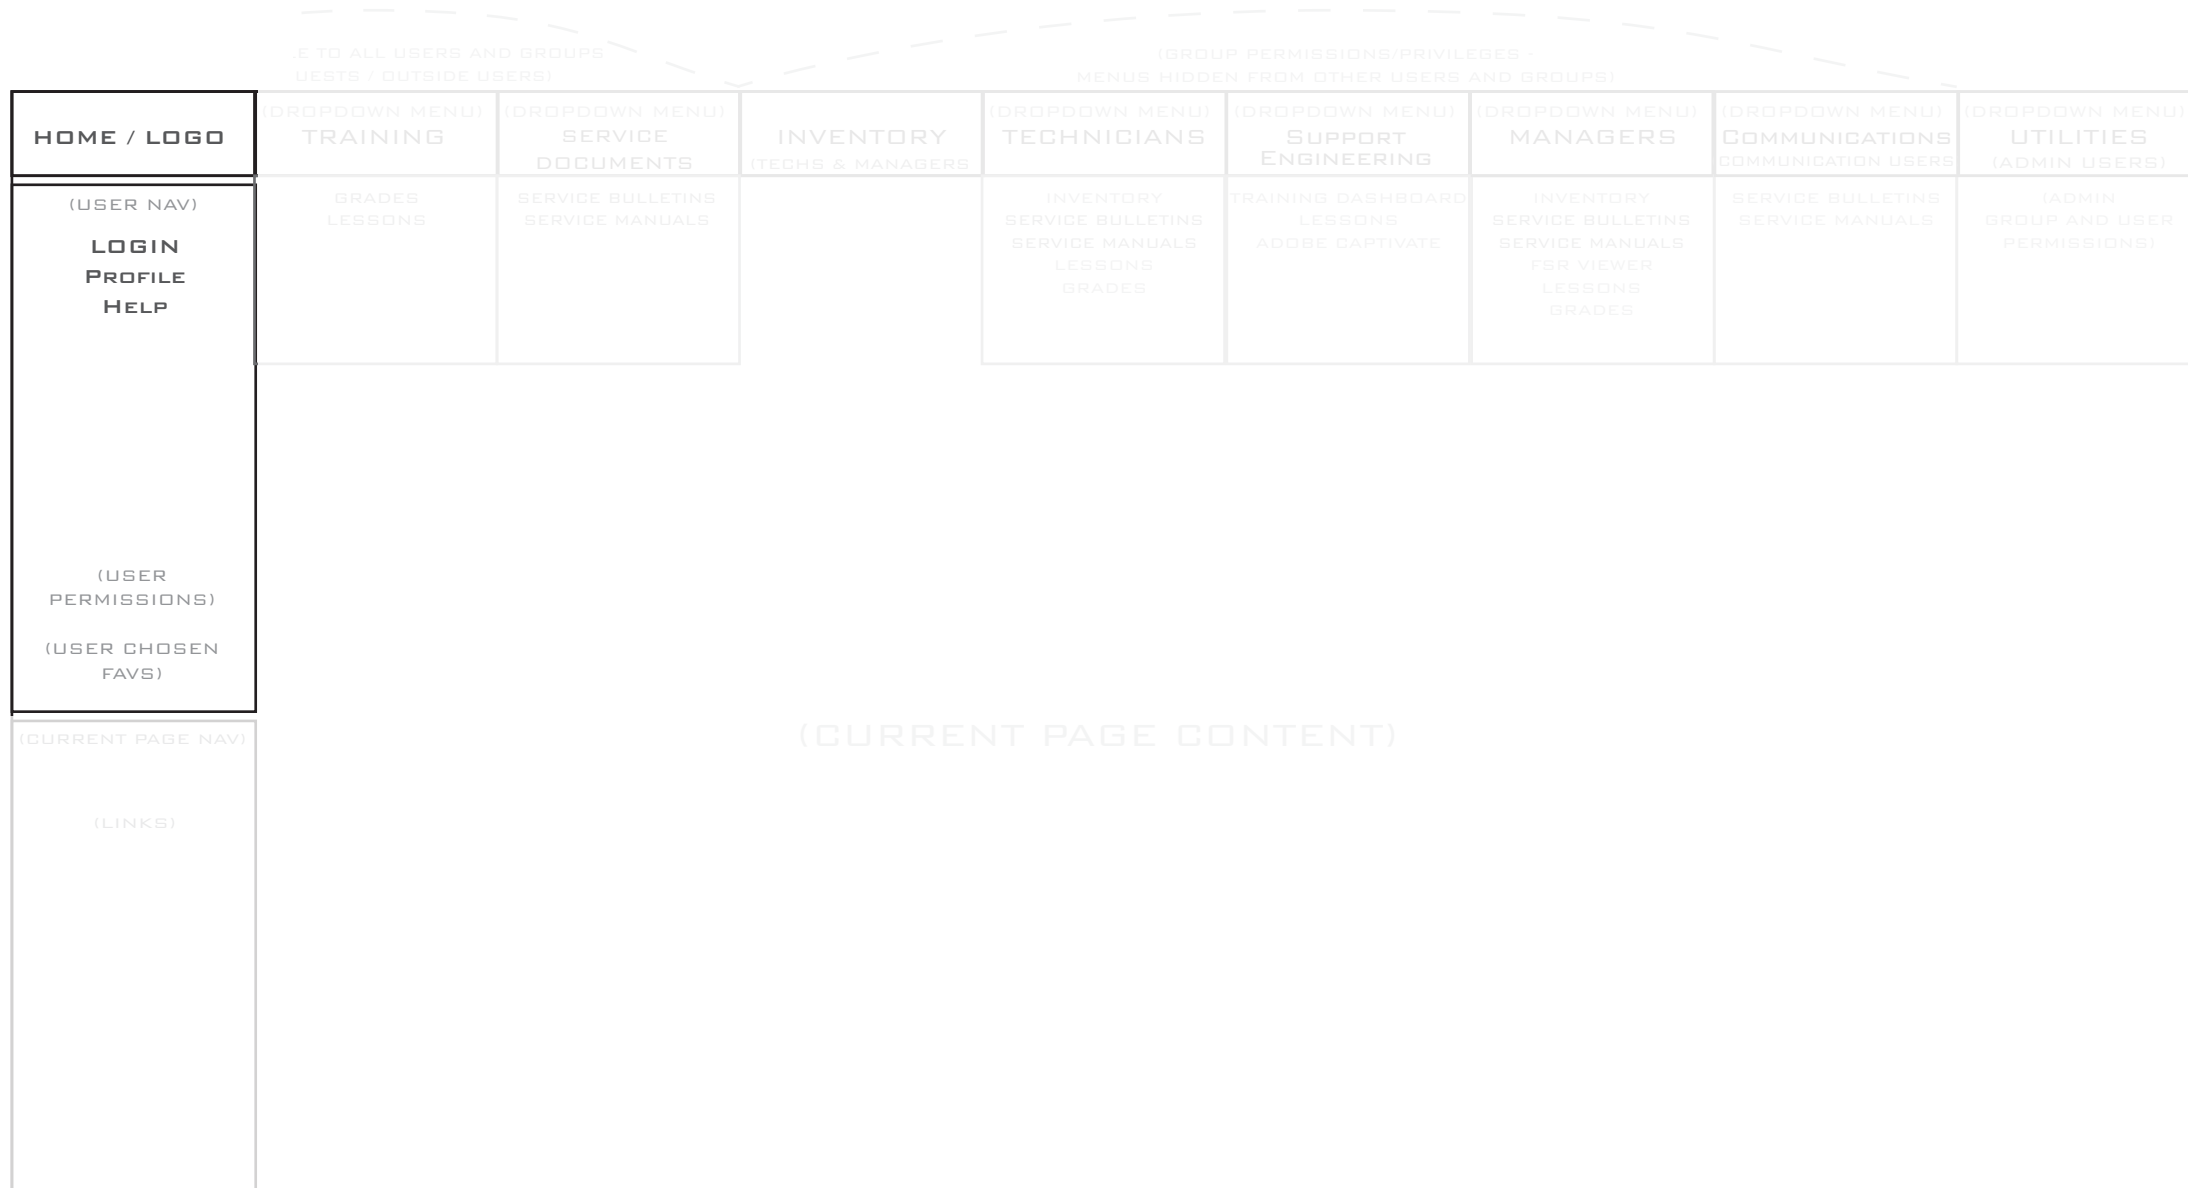 .E TO ALL USERS AND GROUPS
UESTS / OUTSIDE USERS)
(GROUP PERMISSIONS/PRIVILEGES -
MENUS HIDDEN FROM OTHER USERS AND GROUPS)
HOME / LOGO
(DROPDOWN MENU)
TRAINING
(DROPDOWN MENU)
SERVICE
DOCUMENTS
INVENTORY
(TECHS & MANAGERS
(DROPDOWN MENU)
TECHNICIANS
(DROPDOWN MENU)
Support
Engineering
(DROPDOWN MENU)
MANAGERS
(DROPDOWN MENU)
Communications
COMMUNICATION USERS
(DROPDOWN MENU)
UTILITIES
(ADMIN USERS)
(USER NAV)
LOGIN
Profile
Help
(USER
PERMISSIONS)
(USER CHOSEN
FAVS)
GRADES
LESSONS
SERVICE BULLETINS
SERVICE MANUALS
INVENTORY
SERVICE BULLETINS
SERVICE MANUALS
LESSONS
GRADES
TRAINING DASHBOARD
LESSONS
ADOBE CAPTIVATE
INVENTORY
SERVICE BULLETINS
SERVICE MANUALS
FSR VIEWER
LESSONS
GRADES
SERVICE BULLETINS
SERVICE MANUALS
(ADMIN
GROUP AND USER
PERMISSIONS)
(CURRENT PAGE NAV)
(LINKS)
(CURRENT PAGE CONTENT)